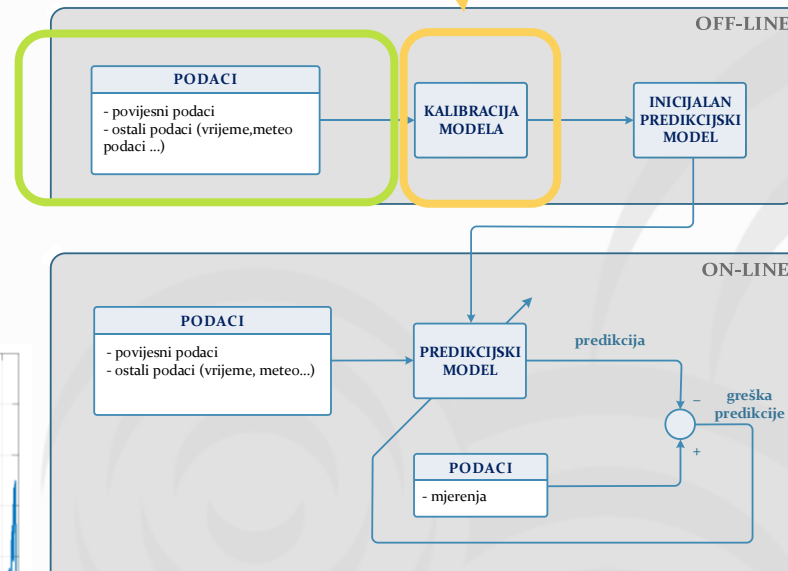 OFF-LINE
PODACI
- povijesni podaci
- ostali podaci (vrijeme,meteo
podaci ...)
KALIBRACIJA
MODELA
INICIJALAN
PREDIKCIJSKI
MODEL
ON-LINE
PODACI
- povijesni podaci
- ostali podaci (vrijeme, meteo...)
PREDIKCIJSKI
MODEL
predikcija
–
greška
predikcije
+
PODACI
- mjerenja